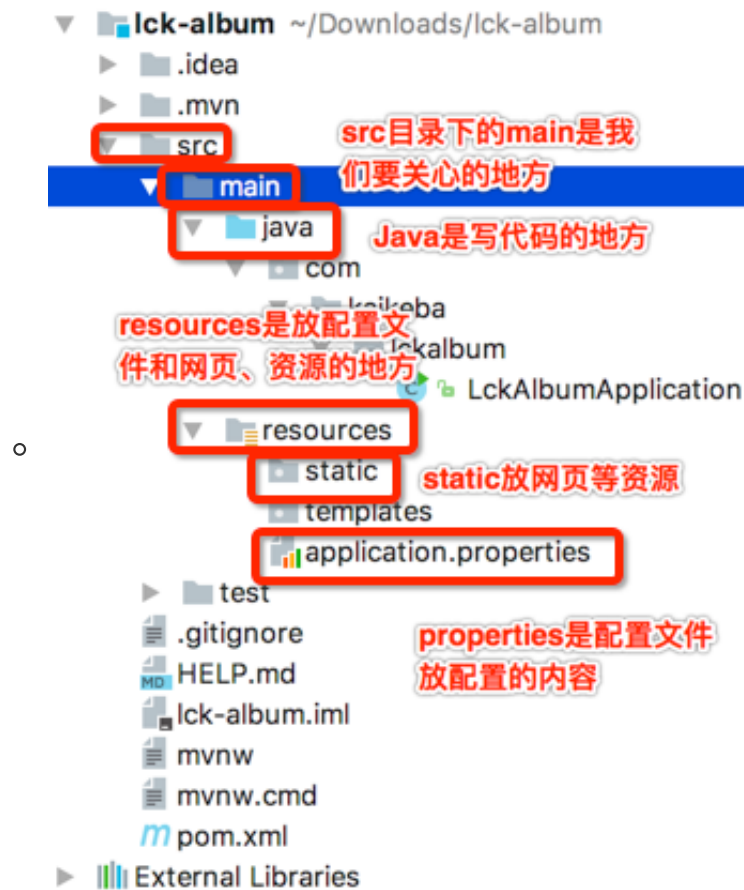 lck-album ~/Downloads/lck-album
.idea
.mvn
src
src目录下的main是我
们要关心的地方
main
java
Java是写代码的地方
com
kaikeba
resources是放配置文
件和网页、资源的地方
lckalbum
LckAlbumApplication
resources
static
static放网页等资源
templates
application.properties
test
.gitignore
properties是配置文件
放配置的内容
MD HELP.md
lck-album.iml
mvnw
mvnw.cmd
m pom.xml
External Libraries